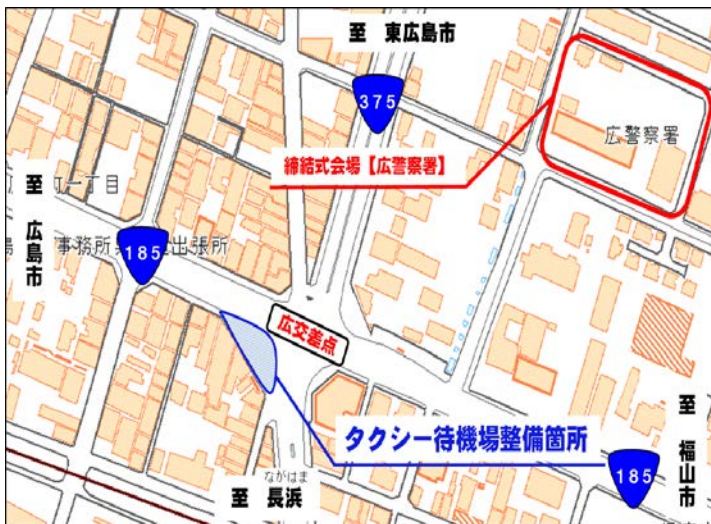 至 東広島市
375
広警察署
締結式会場【広警察署】
一丁目
至 広島市
事務所
出張所
185
広交差点
タクシー待機場整備箇所
至 福山市
185
ながはま
至 長浜